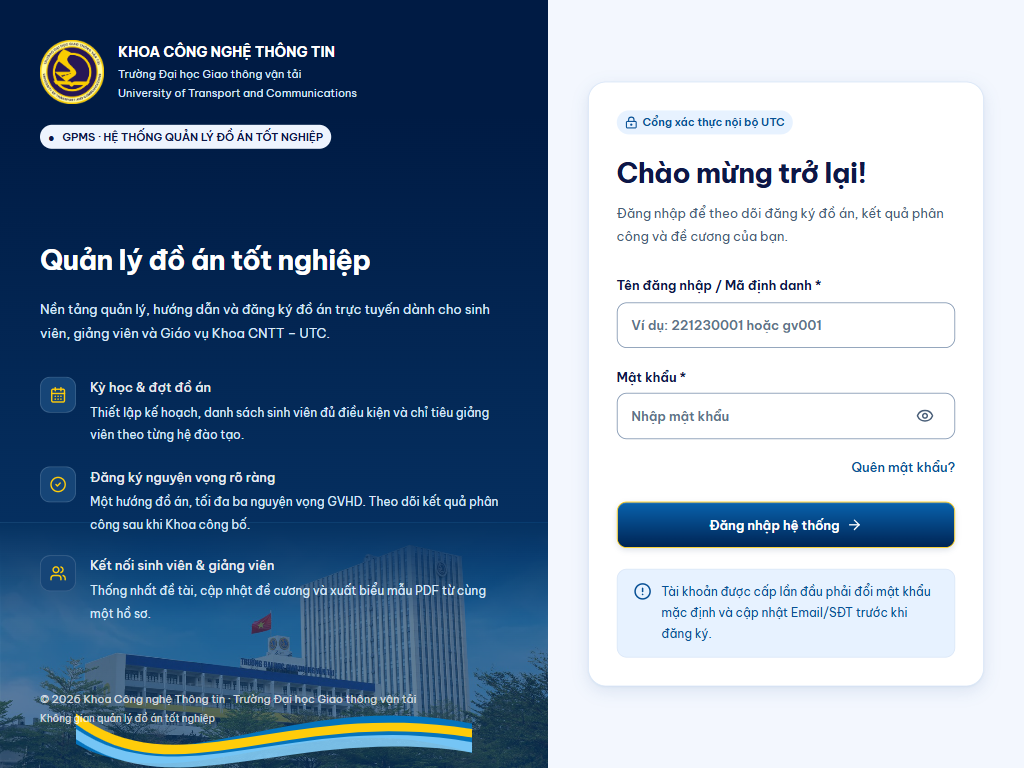 KHOA CÔNG NGHỆ THÔNG TIN
Trường Đại học Giao thông vận tải
University of Transport and Communications
GPMS · HỆ THỐNG QUẢN LÝ ĐỒ ÁN TỐT NGHIỆP
Quản lý đồ án tốt nghiệp
Nền tảng quản lý, hướng dẫn và đăng ký đồ án trực tuyến dành cho sinh
viên, giảng viên và Giáo vụ Khoa CNTT – UTC.
Kỳ học & đợt đồ án
Thiết lập kế hoạch, danh sách sinh viên đủ điều kiện và chỉ tiêu giảng
viên theo từng hệ đào tạo.
Đăng ký nguyện vọng rõ ràng
Một hướng đồ án, tối đa ba nguyện vọng GVHD. Theo dõi kết quả phân
công sau khi Khoa công bố.
Kết nối sinh viên & giảng viên
Thống nhất đề tài, cập nhật đề cương và xuất biểu mẫu PDF từ cùng
một hồ sơ.
© 2026 Khoa Công nghệ Thông tin · Trường Đại học Giao thông vận tải
Không gian quản lý đồ án tốt nghiệp
Cổng xác thực nội bộ UTC
Chào mừng trở lại!
Đăng nhập để theo dõi đăng ký đồ án, kết quả phân
công và đề cương của bạn.
Tên đăng nhập / Mã định danh *
Ví dụ: 221230001 hoặc gv001
Mật khẩu *
Nhập mật khẩu
Quên mật khẩu?
Đăng nhập hệ thống
Tài khoản được cấp lần đầu phải đổi mật khẩu
mặc định và cập nhật Email/SĐT trước khi
đăng ký.